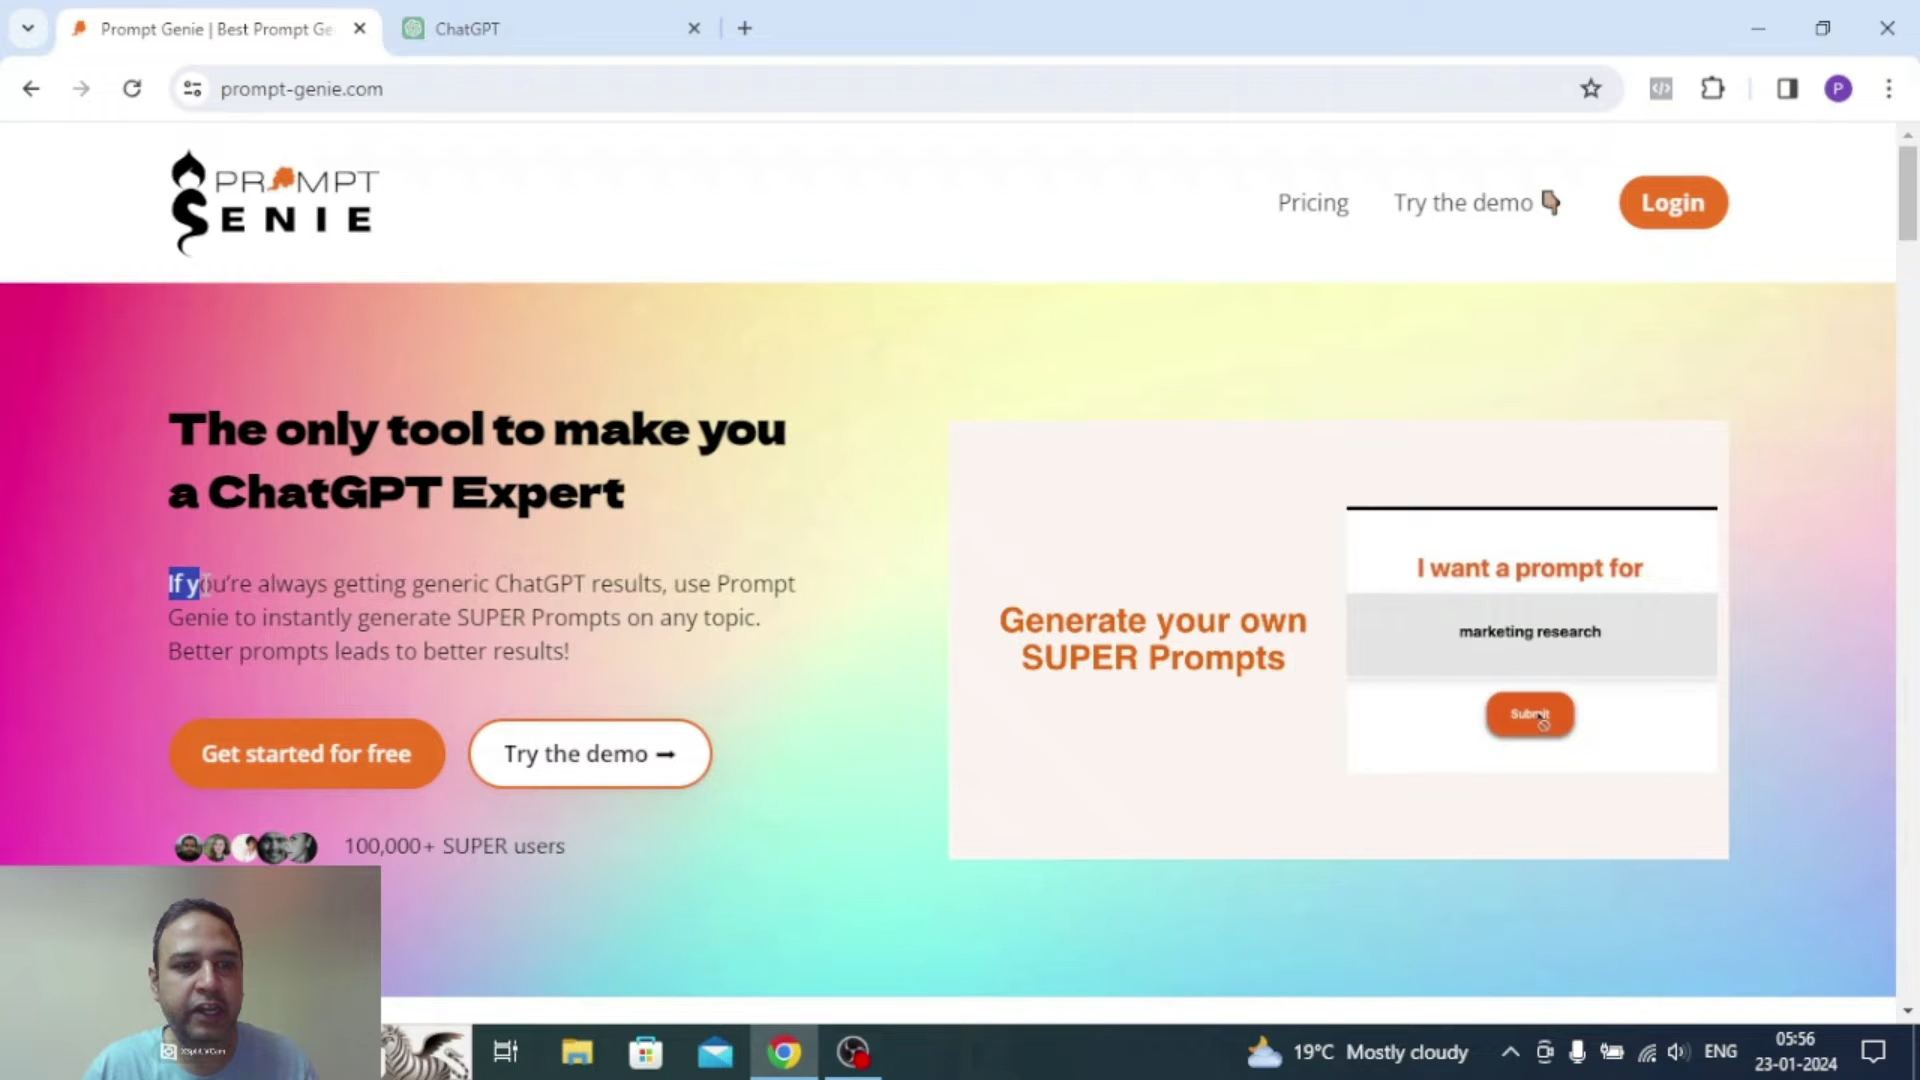 Prompt Genie | Best Prompt Ge
ChatGPT
prompt-genie.com
P
PROMPT
GENIE
Pricing
Try the demo
Login
The only tool to make you
a ChatGPT Expert
If you’re always getting generic ChatGPT results, use Prompt
Genie to instantly generate SUPER Prompts on any topic.
Better prompts leads to better results!
Get started for free
Try the demo
100,000+ SUPER users
Generate your own
SUPER Prompts
I want a prompt for
marketing research
Submit
XSplit VCam
19°C Mostly cloudy
ENG
05:56
23-01-2024